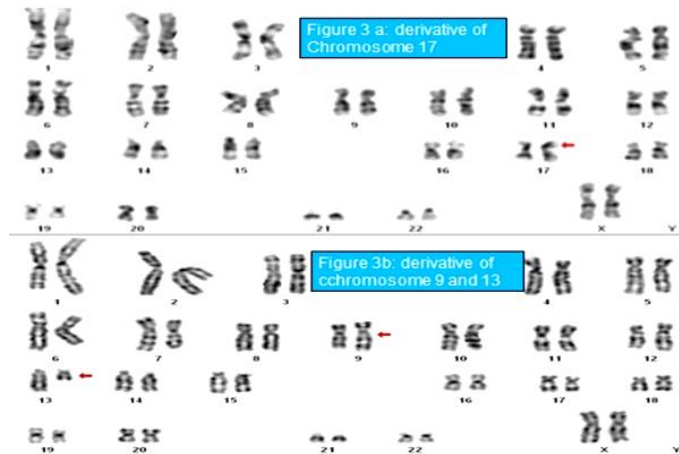 Figure 3 a: derivative of
Chromosome 17
1 2 3 4 5
6 7 8 9 10 11 12
13 14 15 16 17 18
19 20 21 22 X Y
Figure 3b: derivative of
cchromosome 9 and 13
1 2 3 4 5
6 7 8 9 10 11 12
13 14 15 16 17 18
19 20 21 22 X Y